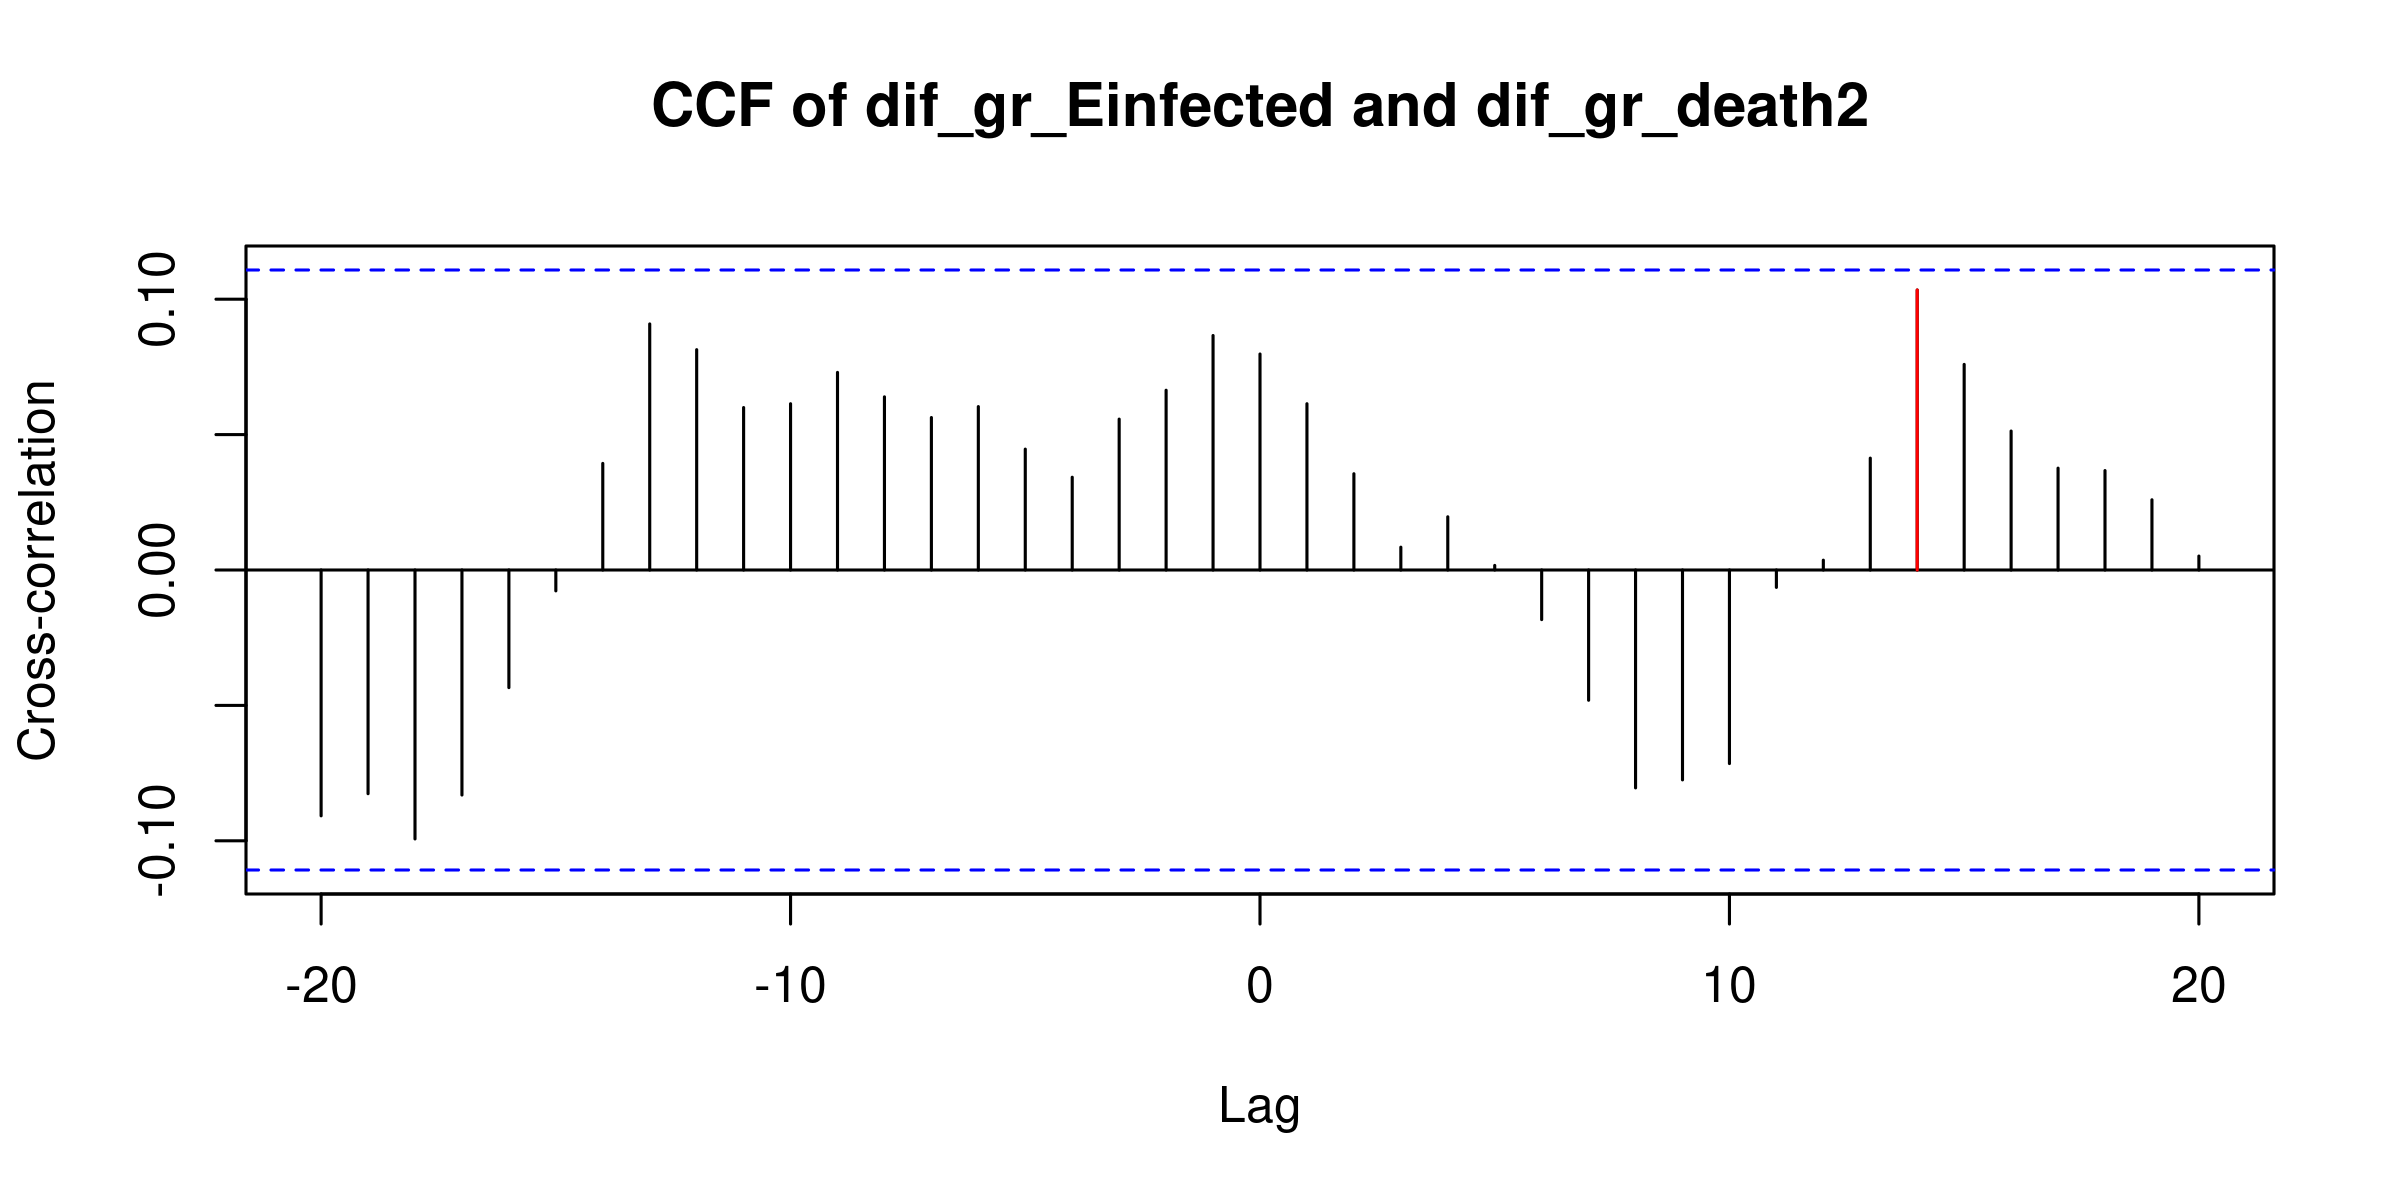 CCF of dif_gr_Einfected and dif_gr_death2
Cross-correlation
0.10
0.00
-0.10
-20 -10 0 10 20
Lag